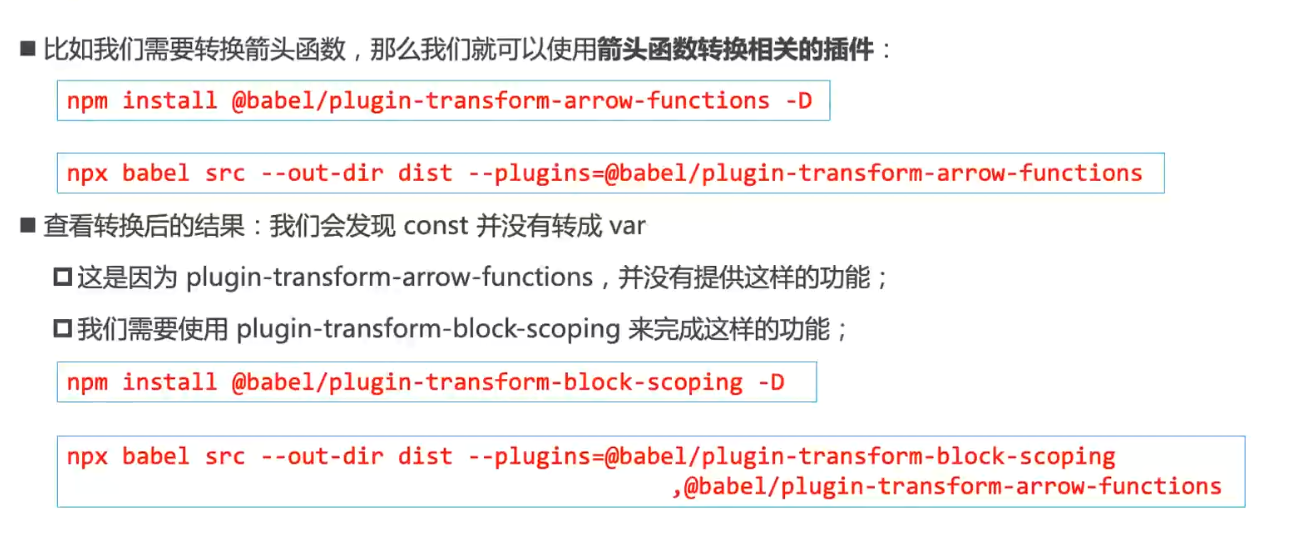 比如我们需要转换箭头函数，那么我们就可以使用箭头函数转换相关的插件：
npm install @babel/plugin-transform-arrow-functions -D
npx babel src --out-dir dist --plugins=@babel/plugin-transform-arrow-functions
查看转换后的结果：我们会发现 const 并没有转成 var
这是因为 plugin-transform-arrow-functions，并没有提供这样的功能；
我们需要使用 plugin-transform-block-scoping 来完成这样的功能；
npm install @babel/plugin-transform-block-scoping -D
npx babel src --out-dir dist --plugins=@babel/plugin-transform-block-scoping
,@babel/plugin-transform-arrow-functions